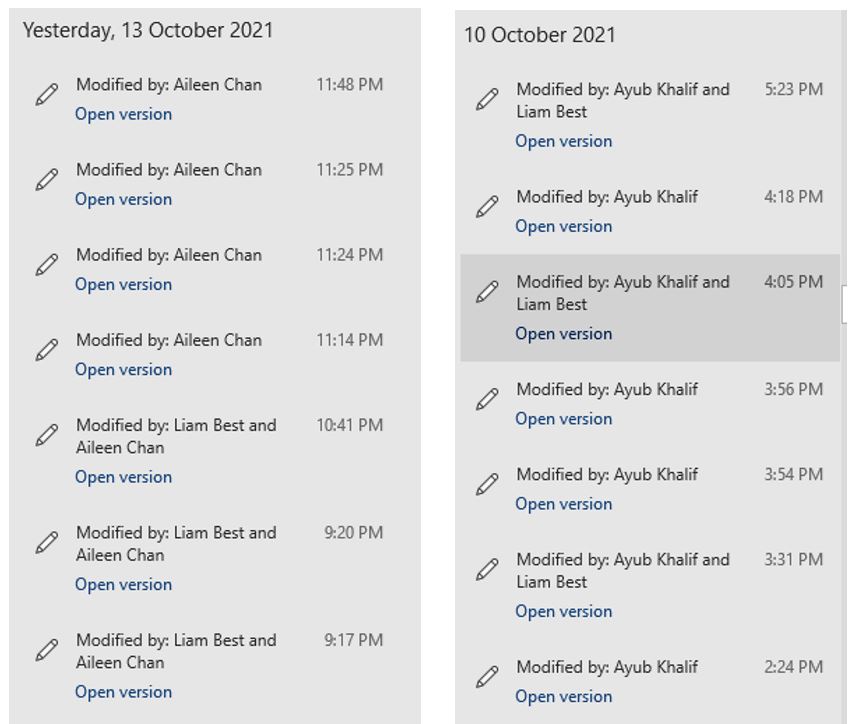 Yesterday, 13 October 2021
Modified by: Aileen Chan 11:48 PM
Open version
Modified by: Aileen Chan 11:25 PM
Open version
Modified by: Aileen Chan 11:24 PM
Open version
Modified by: Aileen Chan 11:14 PM
Open version
Modified by: Liam Best and 10:41 PM
Aileen Chan
Open version
Modified by: Liam Best and 9:20 PM
Aileen Chan
Open version
Modified by: Liam Best and 9:17 PM
Aileen Chan
Open version
10 October 2021
Modified by: Ayub Khalif and 5:23 PM
Liam Best
Open version
Modified by: Ayub Khalif 4:18 PM
Open version
Modified by: Ayub Khalif and 4:05 PM
Liam Best
Open version
Modified by: Ayub Khalif 3:56 PM
Open version
Modified by: Ayub Khalif 3:54 PM
Open version
Modified by: Ayub Khalif and 3:31 PM
Liam Best
Open version
Modified by: Ayub Khalif 2:24 PM
Open version